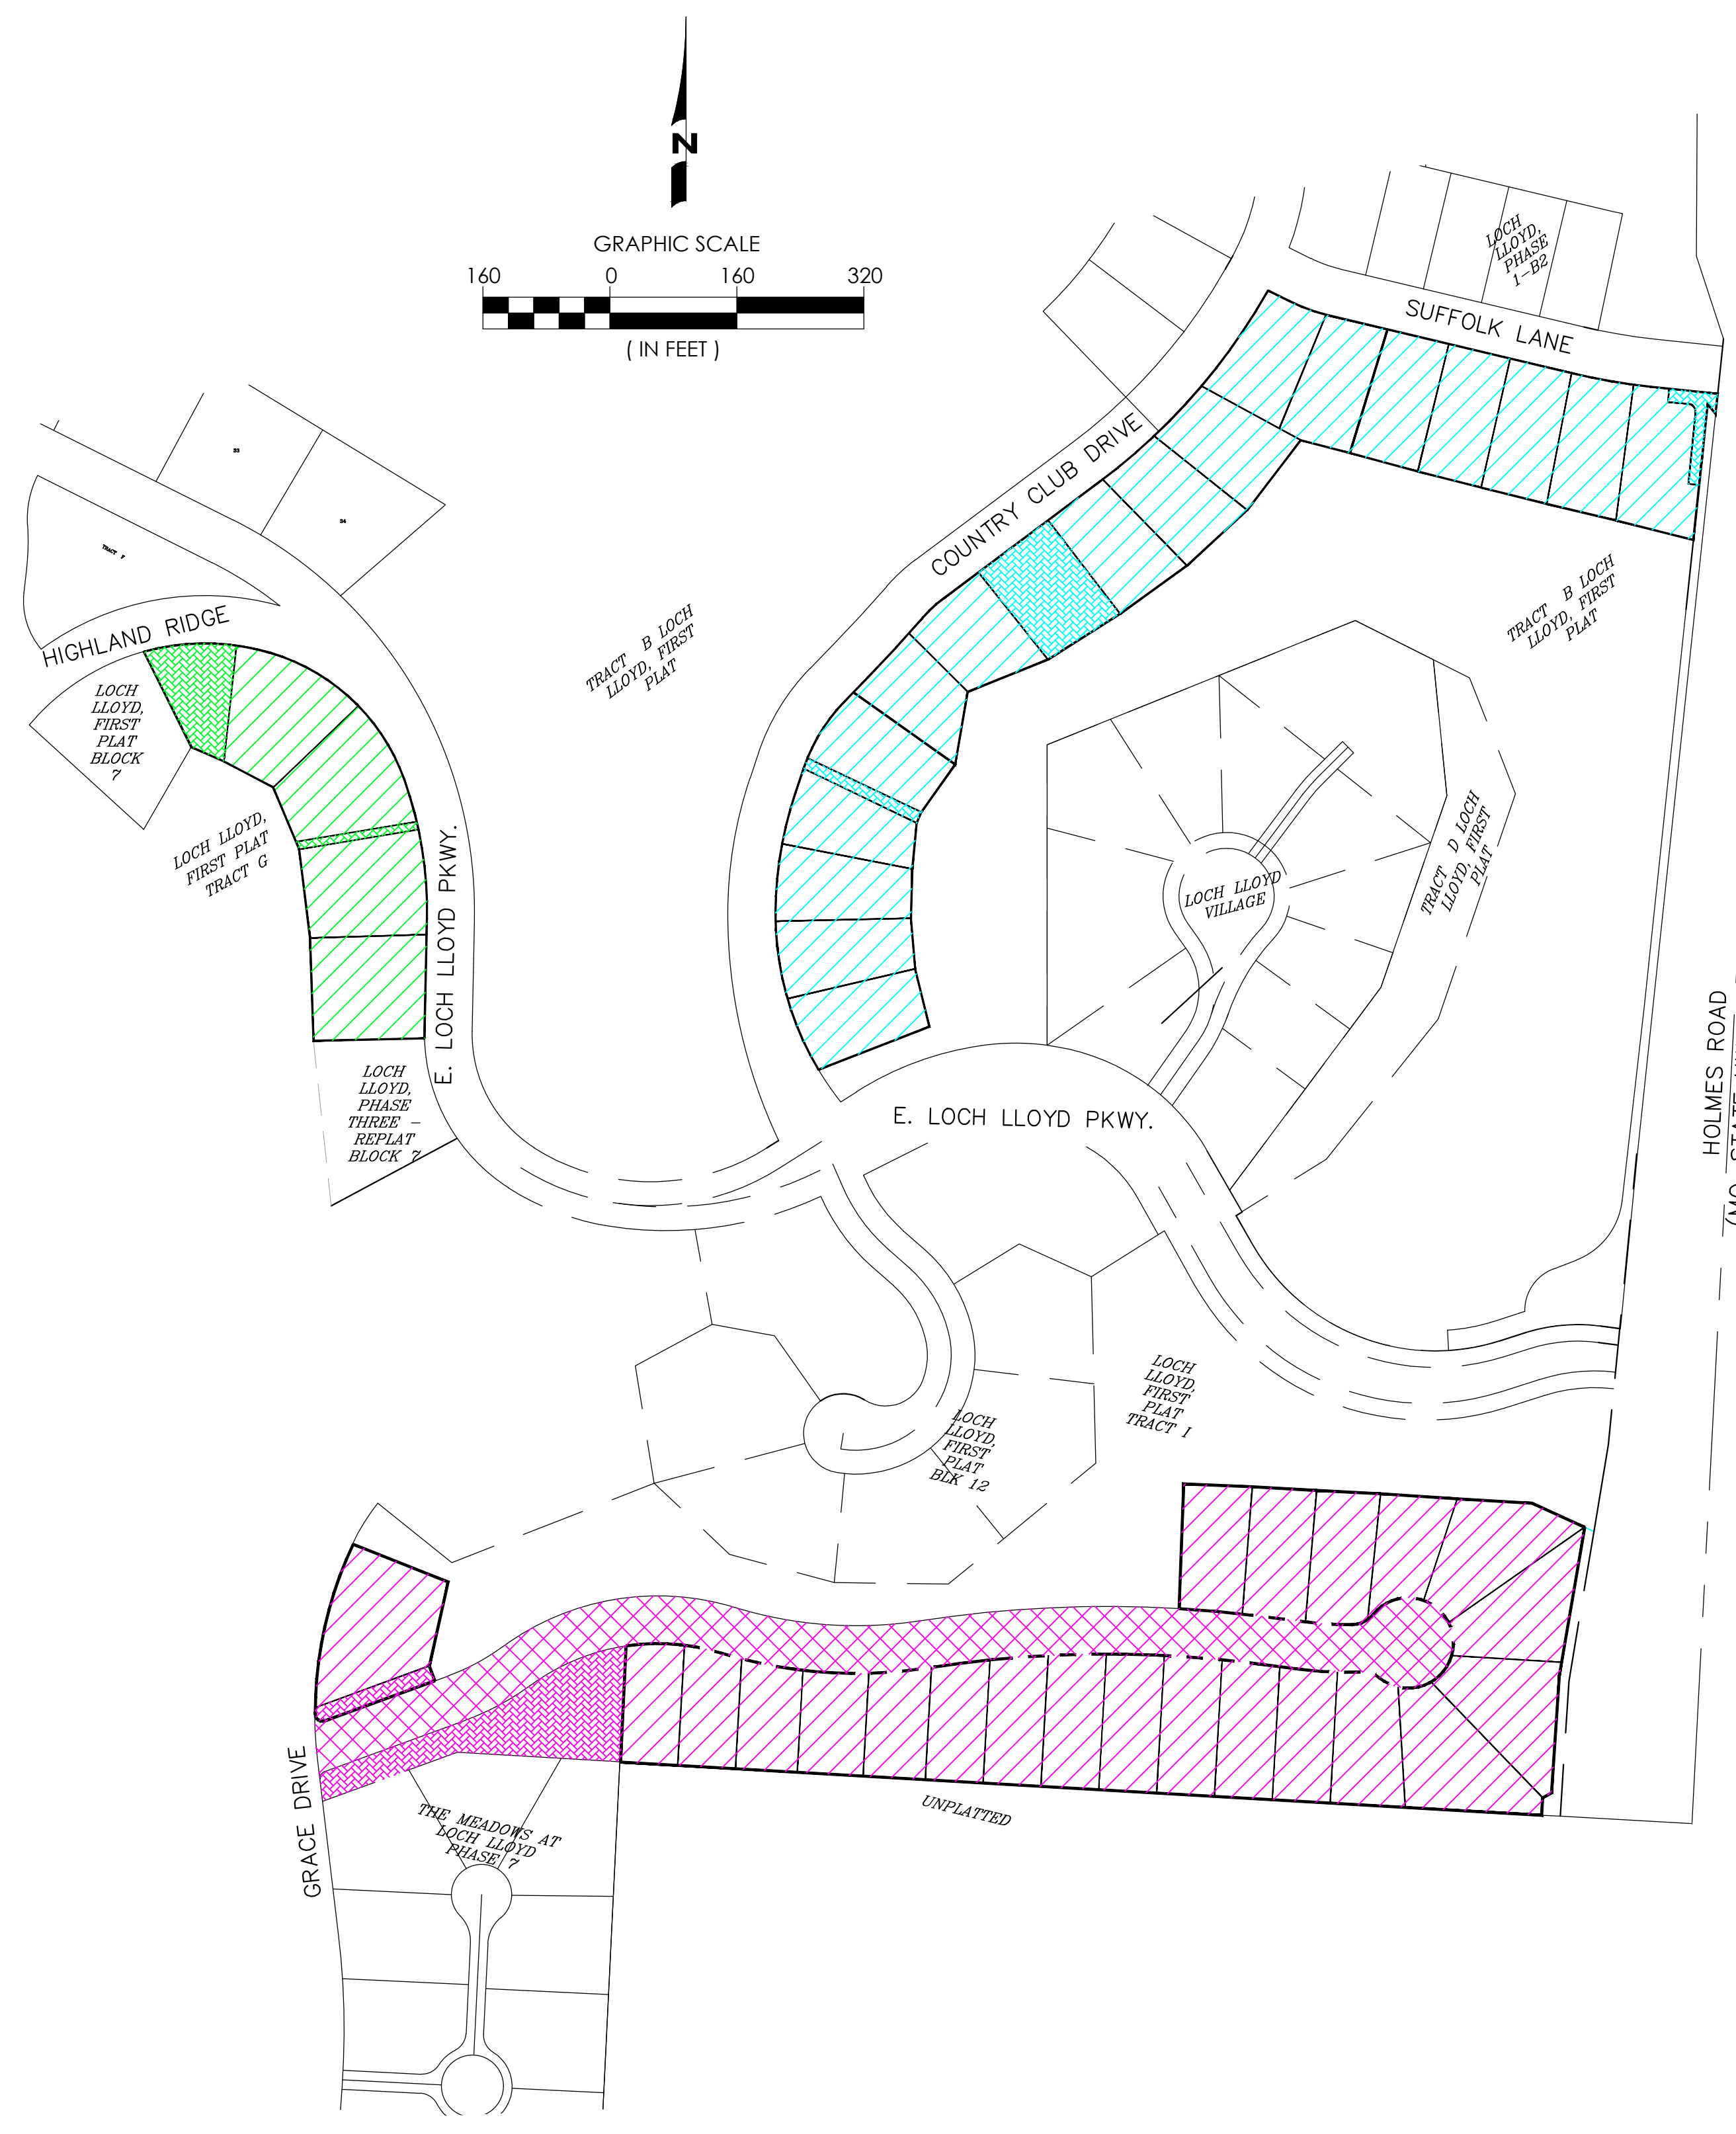 N
GRAPHIC SCALE
160 0 160 320
( IN FEET )
LOCH
LLOYD,
PHASE
1-B2
SUFFOLK LANE
COUNTRY CLUB DRIVE
53
54
TRACT F
HIGHLAND RIDGE
LOCH
LLOYD,
FIRST
PLAT
BLOCK
7
TRACT B LOCH
LLOYD, FIRST
PLAT
TRACT B LOCH
LLOYD, FIRST
PLAT
LOCH LLOYD,
FIRST PLAT
TRACT G
E. LOCH LLOYD PKWY.
LOCH LLOYD
VILLAGE
TRACT D LOCH
LLOYD, FIRST
PLAT
LOCH
LLOYD,
PHASE
THREE -
REPLAT
BLOCK 7
E. LOCH LLOYD PKWY.
HOLMES ROAD
LOCH
LLOYD,
FIRST
PLAT
TRACT I
LOCH
LLOYD,
FIRST
PLAT
BLK 12
GRACE DRIVE
UNPLATTED
THE MEADOWS AT
LOCH LLOYD
PHASE 7